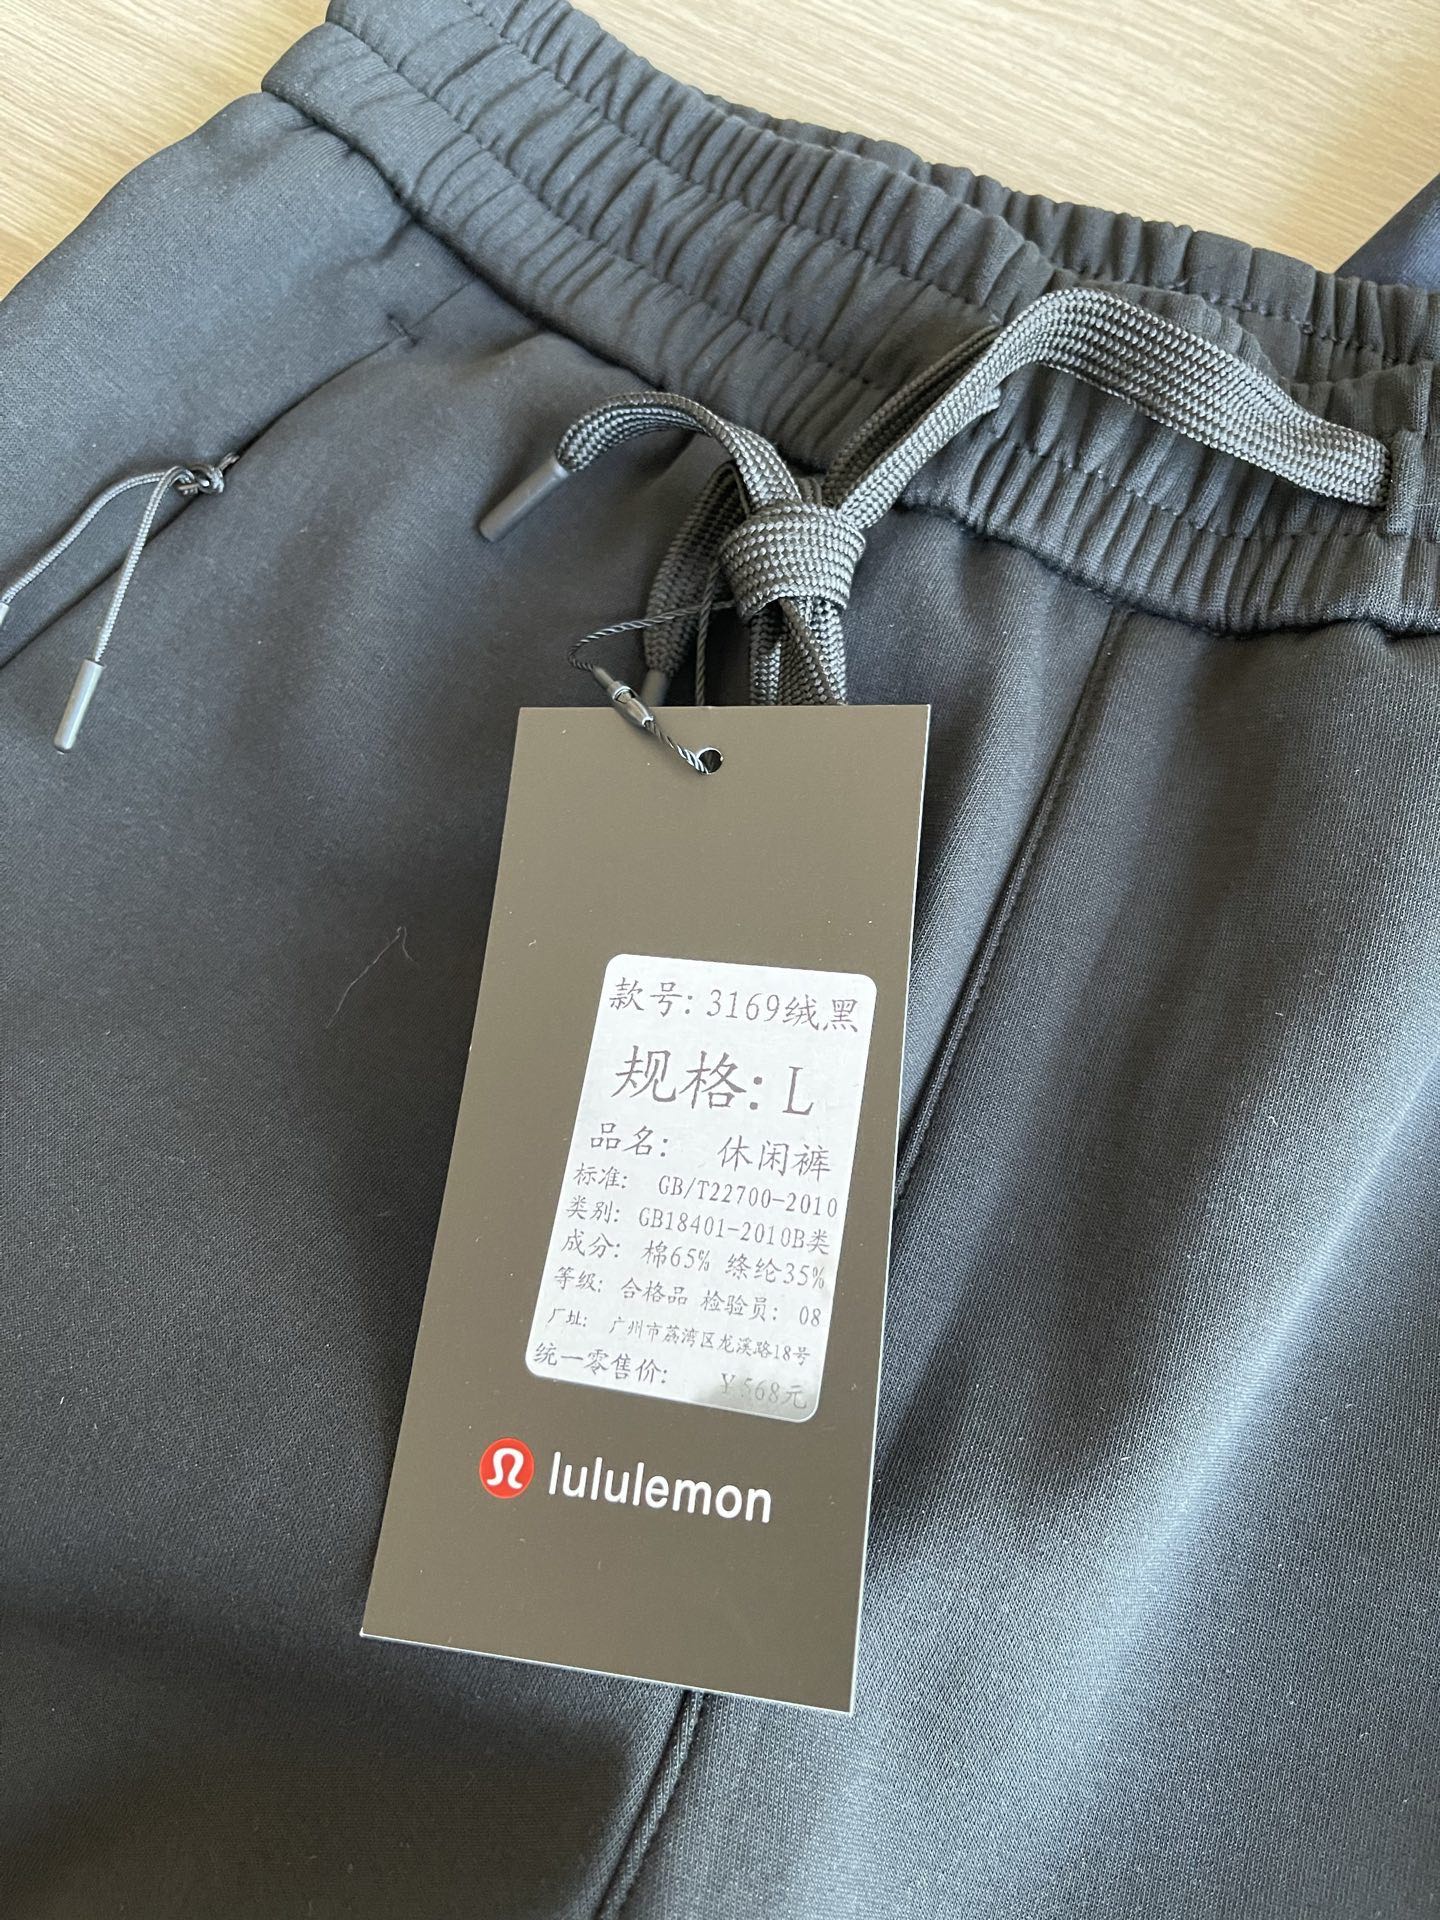 款号: 3169绒黑
规格: L
品名: 休闲裤
标准: GB/T22700-2010
类别: GB18401-2010B类
成分: 棉65% 绦纶35%
等级: 合格品 检验员: 08
厂址: 广州市荔湾区龙溪路18号
统一零售价: ￥568元
lululemon